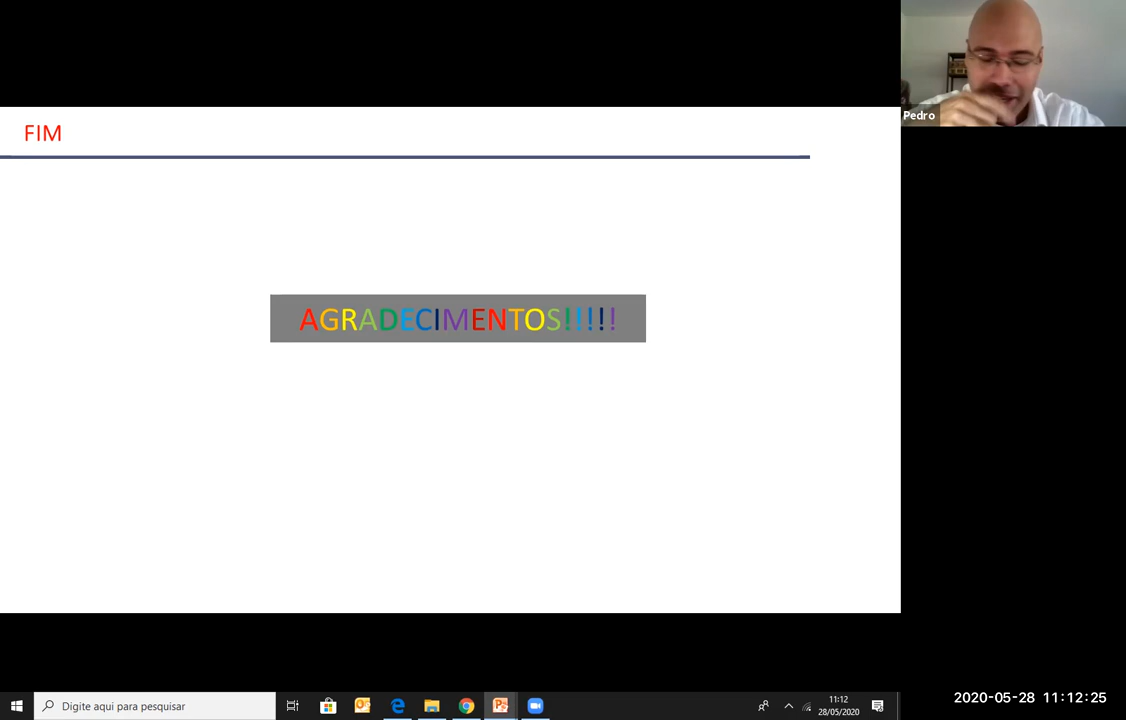 FIM
Pedro
AGRADECIMENTOS!!!!!
Digite aqui para pesquisar
11:12
28/05/2020
2020-05-28 11:12:25